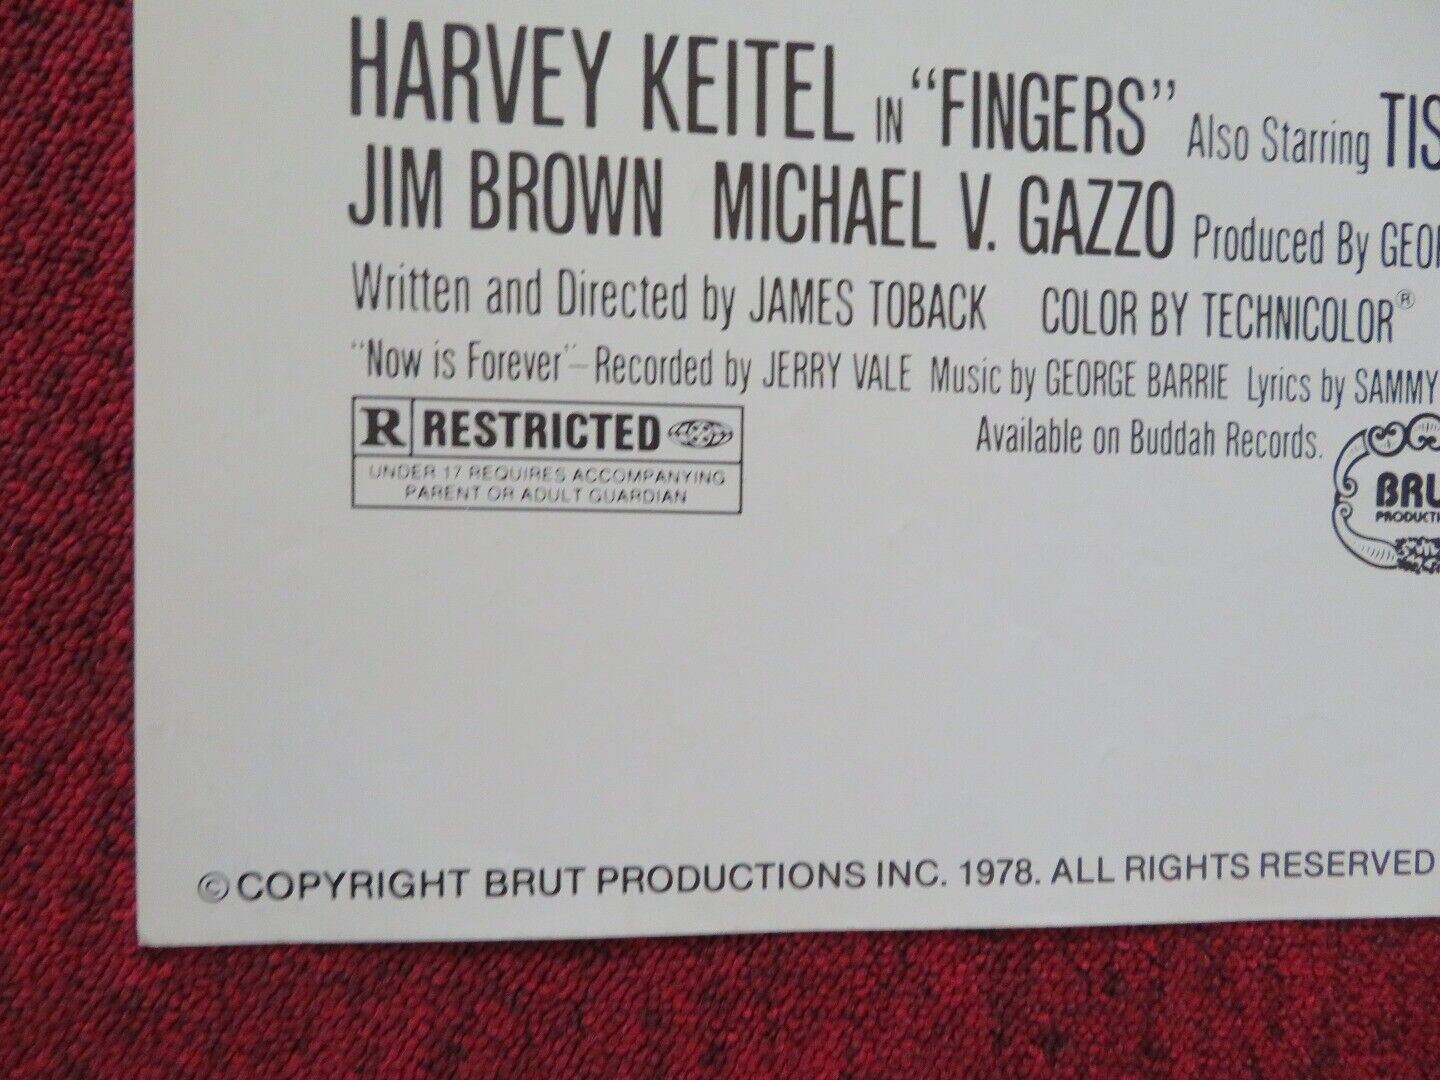 HARVEY KEITEL IN "FINGERS" Also Starring
JIM BROWN MICHAEL V. GAZZO Produced By
Written and Directed by JAMES TOBACK COLOR BY TECHNICOLOR®
"Now is Forever"–Recorded by JERRY VALE Music by GEORGE BARRIE Lyrics by SAMMY
Available on Buddah Records.
R RESTRICTED
UNDER 17 REQUIRES ACCOMPANYING
PARENT OR ADULT GUARDIAN
©COPYRIGHT BRUT PRODUCTIONS INC. 1978. ALL RIGHTS RESERVED